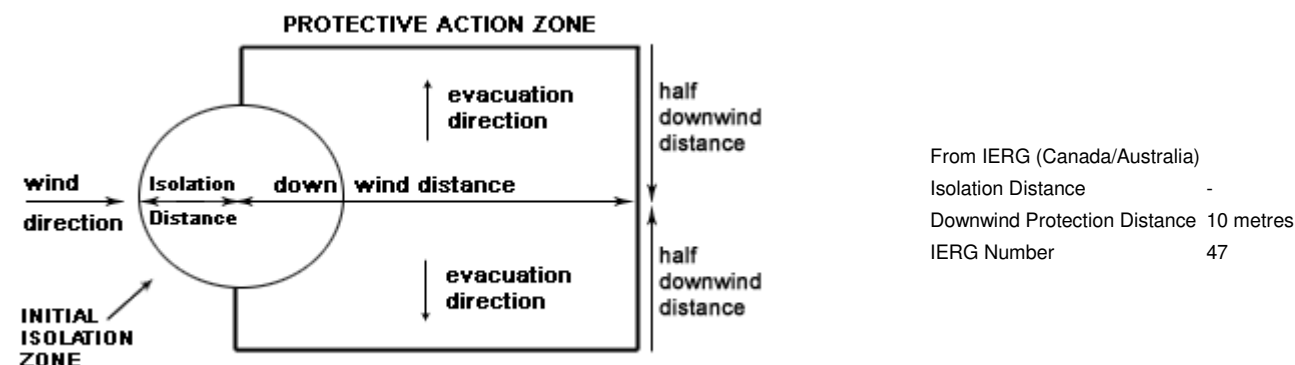 PROTECTIVE ACTION ZONE
evacuation
direction
half
downwind
distance
wind
direction
Isolation
Distance
down wind distance
evacuation
direction
half
downwind
distance
INITIAL
ISOLATION
ZONE
From IERG (Canada/Australia)
Isolation Distance -
Downwind Protection Distance 10 metres
IERG Number 47